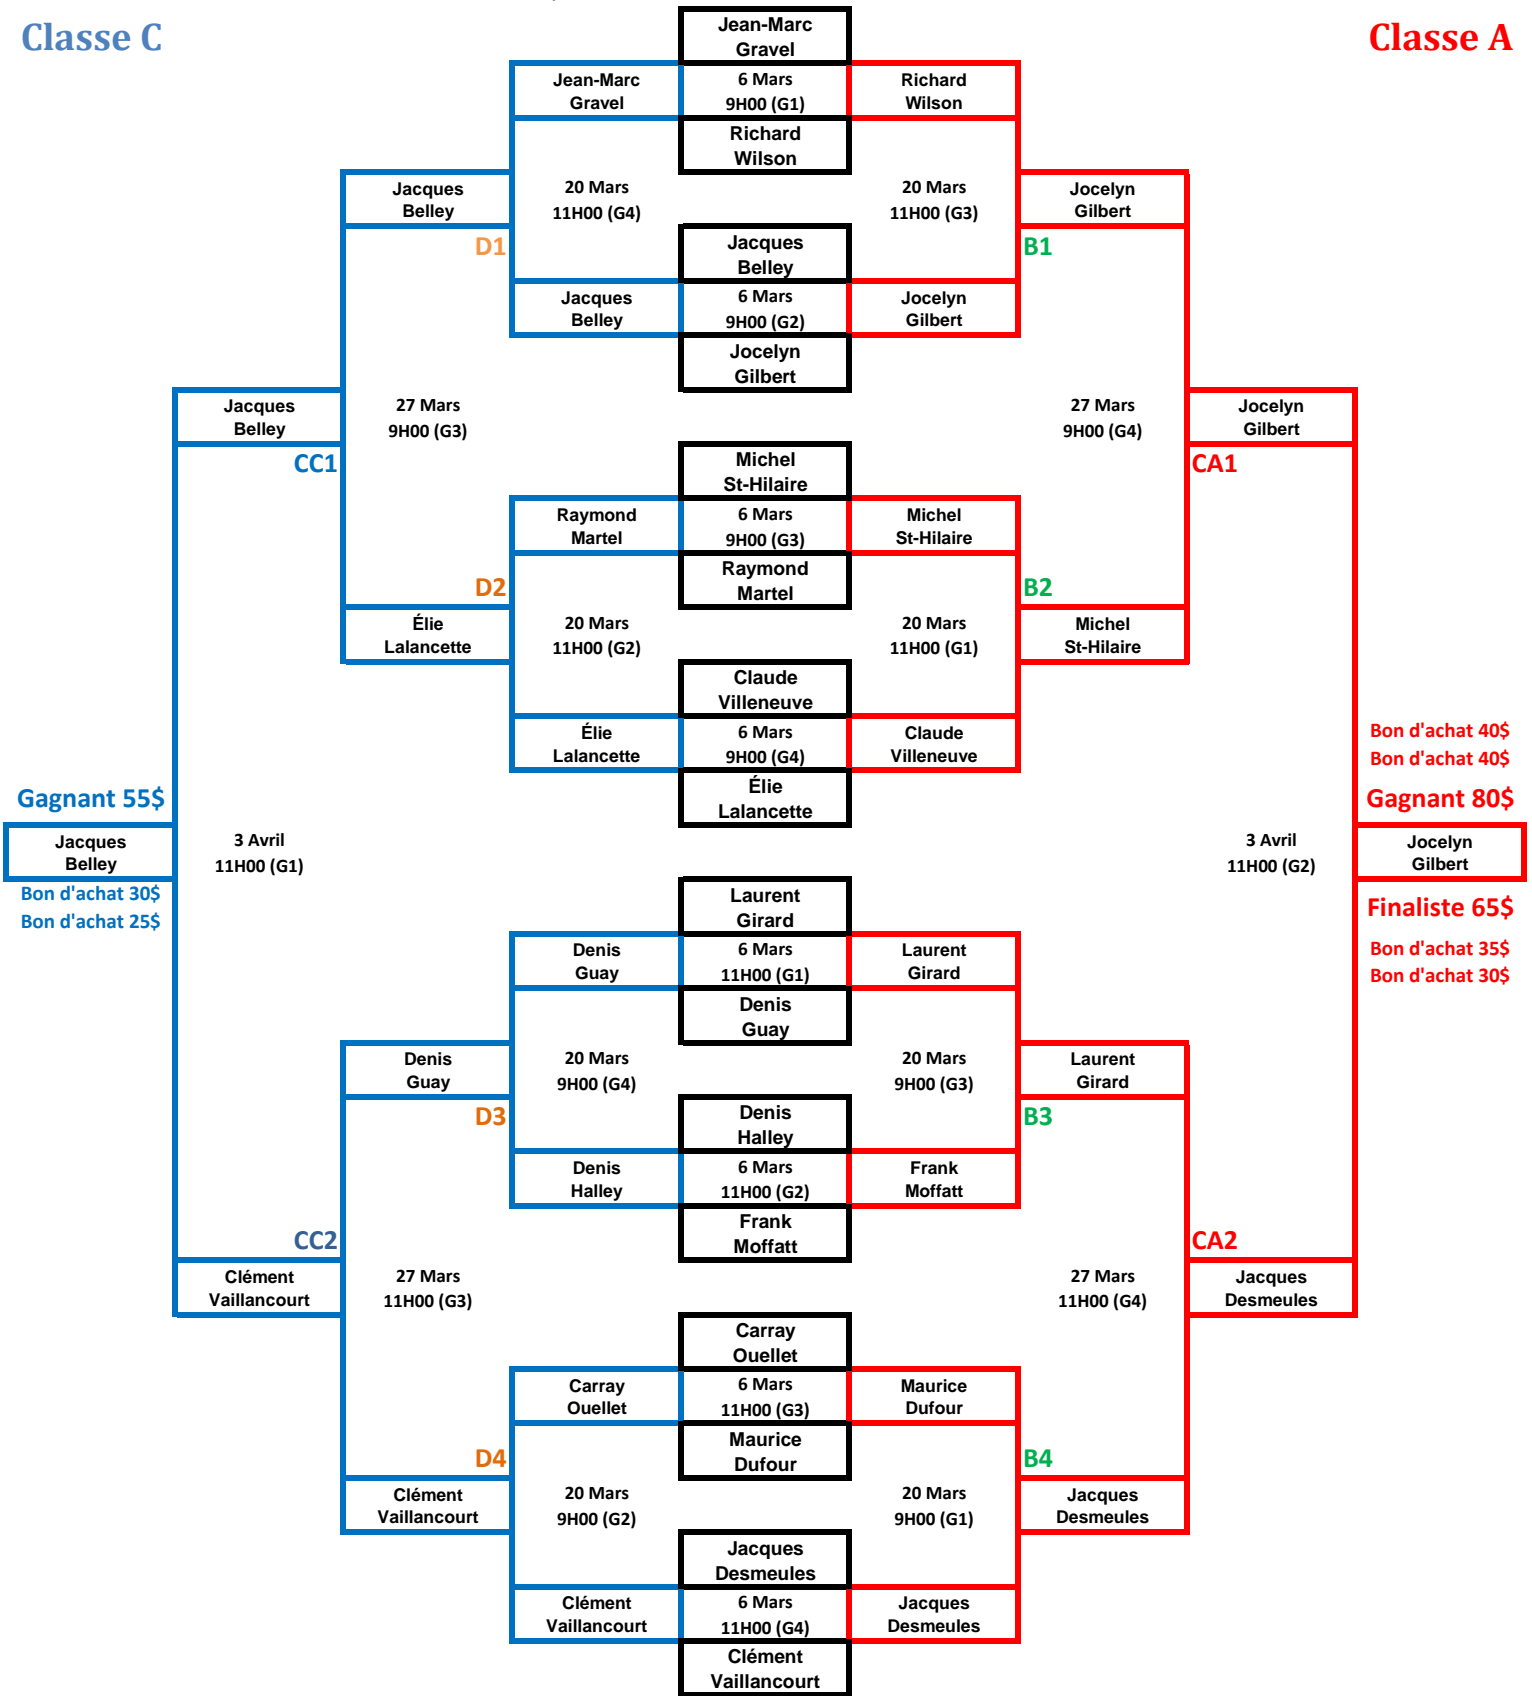 Classe C
Classe A
Jean-Marc
Gravel
Jean-Marc
Gravel
6 Mars
9H00 (G1)
Richard
Wilson
Richard
Wilson
Jacques
Belley
20 Mars
11H00 (G4)
20 Mars
11H00 (G3)
Jocelyn
Gilbert
D1
Jacques
Belley
B1
Jacques
Belley
6 Mars
9H00 (G2)
Jocelyn
Gilbert
Jocelyn
Gilbert
Jacques
Belley
27 Mars
9H00 (G3)
27 Mars
9H00 (G4)
Jocelyn
Gilbert
CC1
Michel
St-Hilaire
CA1
Raymond
Martel
6 Mars
9H00 (G3)
Michel
St-Hilaire
D2
Raymond
Martel
B2
Élie
Lalancette
20 Mars
11H00 (G2)
20 Mars
11H00 (G1)
Michel
St-Hilaire
Claude
Villeneuve
Élie
Lalancette
6 Mars
9H00 (G4)
Claude
Villeneuve
Bon d'achat 40$
Bon d'achat 40$
Élie
Lalancette
Gagnant 55$
Gagnant 80$
Jacques
Belley
3 Avril
11H00 (G1)
3 Avril
11H00 (G2)
Jocelyn
Gilbert
Bon d'achat 30$
Bon d'achat 25$
Laurent
Girard
Finaliste 65$
Denis
Guay
6 Mars
11H00 (G1)
Laurent
Girard
Bon d'achat 35$
Bon d'achat 30$
Denis
Guay
Denis
Guay
20 Mars
9H00 (G4)
20 Mars
9H00 (G3)
Laurent
Girard
D3
Denis
Halley
B3
Denis
Halley
6 Mars
11H00 (G2)
Frank
Moffatt
CC2
Frank
Moffatt
CA2
Clément
Vaillancourt
27 Mars
11H00 (G3)
27 Mars
11H00 (G4)
Jacques
Desmeules
Carray
Ouellet
Carray
Ouellet
6 Mars
11H00 (G3)
Maurice
Dufour
D4
Maurice
Dufour
B4
Clément
Vaillancourt
20 Mars
9H00 (G2)
20 Mars
9H00 (G1)
Jacques
Desmeules
Jacques
Desmeules
Clément
Vaillancourt
6 Mars
11H00 (G4)
Jacques
Desmeules
Clément
Vaillancourt